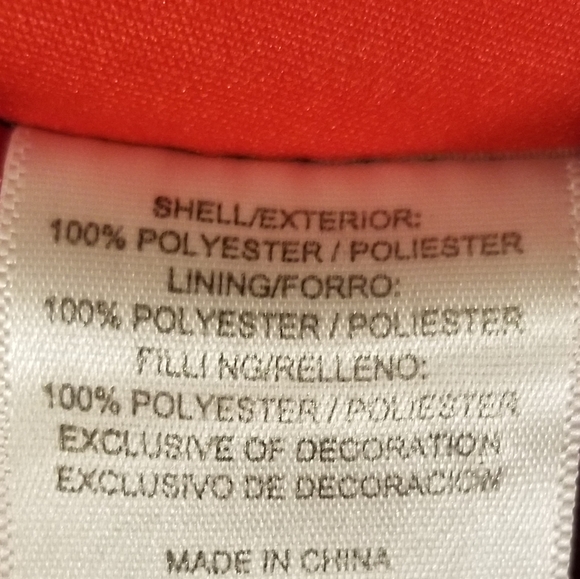 SHELL/EXTERIOR:
100% POLYESTER / POLIESTER
LINING/FORRO:
100% POLYESTER / POLIESTER
FILLING/RELLENO:
100% POLYESTER / POLIESTER
EXCLUSIVE OF DECORATION
EXCLUSIVO DE DECORACIOW
MADE IN CHINA